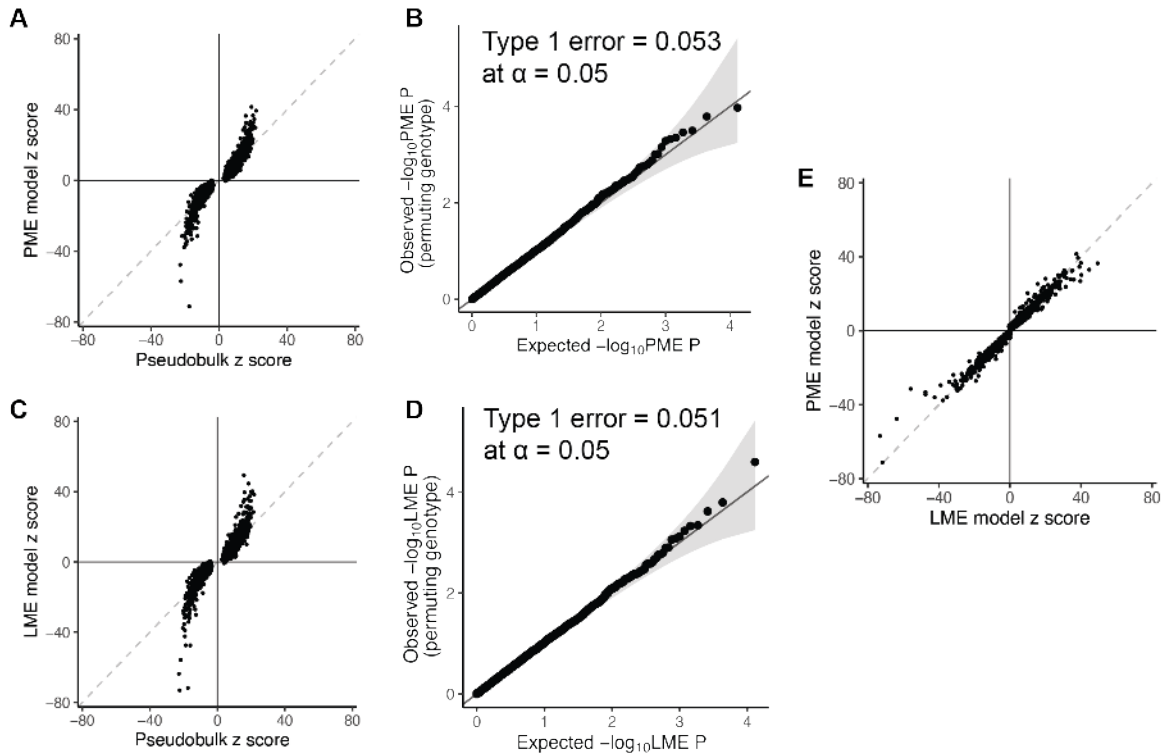 A
80
40
0
−40
−80
−80 −40 0 40 80
PME model z score
Pseudobulk z score
B
Type 1 error = 0.053
at α = 0.05
4
2
0
0 1 2 3 4
Observed −log₁₀PME P
(permuting genotype)
Expected −log₁₀PME P
C
80
40
0
−40
−80
−80 −40 0 40 80
LME model z score
Pseudobulk z score
D
Type 1 error = 0.051
at α = 0.05
4
2
0
0 1 2 3 4
Observed −log₁₀LME P
(permuting genotype)
Expected −log₁₀LME P
E
80
40
0
−40
−80
−80 −40 0 40 80
PME model z score
LME model z score